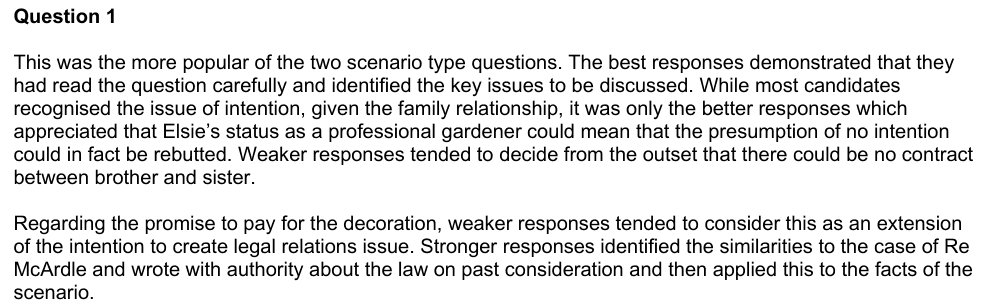 Question 1
This was the more popular of the two scenario type questions. The best responses demonstrated that they
had read the question carefully and identified the key issues to be discussed. While most candidates
recognised the issue of intention, given the family relationship, it was only the better responses which
appreciated that Elsie's status as a professional gardener could mean that the presumption of no intention
could in fact be rebutted. Weaker responses tended to decide from the outset that there could be no contract
between brother and sister.
Regarding the promise to pay for the decoration, weaker responses tended to consider this as an extension
of the intention to create legal relations issue. Stronger responses identified the similarities to the case of Re
McArdle and wrote with authority about the law on past consideration and then applied this to the facts of the
scenario.